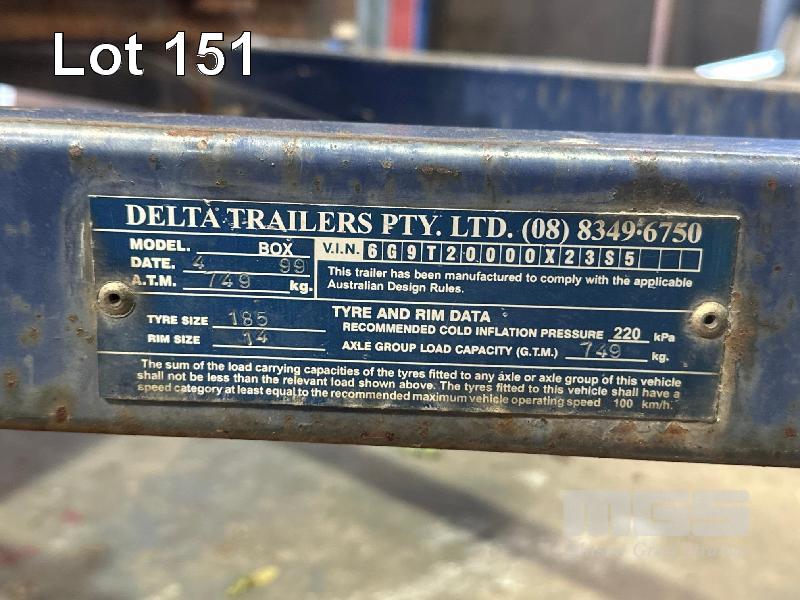 Lot 151
DELTA TRAILERS PTY. LTD. (08) 8349-6750
MODEL. BOX
V.I.N. 6G9T20000X23S5
DATE. 4 99
This trailer has been manufactured to comply with the applicable
Australian Design Rules.
A.T.M. 749 kg.
TYRE AND RIM DATA
TYRE SIZE 185
RECOMMENDED COLD INFLATION PRESSURE 220 kPa
RIM SIZE 14
AXLE GROUP LOAD CAPACITY (G.T.M.) 749 kg.
The sum of the load carrying capacities of the tyres fitted to any axle or axle group of this vehicle
shall not be less than the relevant load shown above. The tyres fitted to this vehicle shall have a
speed category at least equal to the recommended maximum vehicle operating speed 100 km/h.
MGS